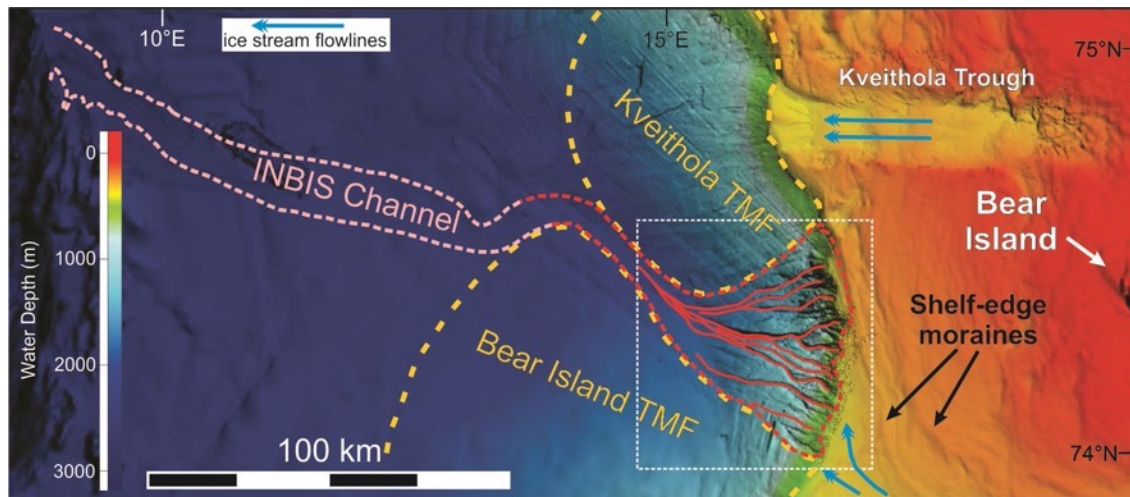 10°E
ice stream flowlines
15°E
75°N
Kveithola Trough
Kveithola TMF
INBIS Channel
Bear
Island
Shelf-edge
moraines
Bear Island TMF
Water Depth (m)
0
1000
2000
3000
100 km
74°N